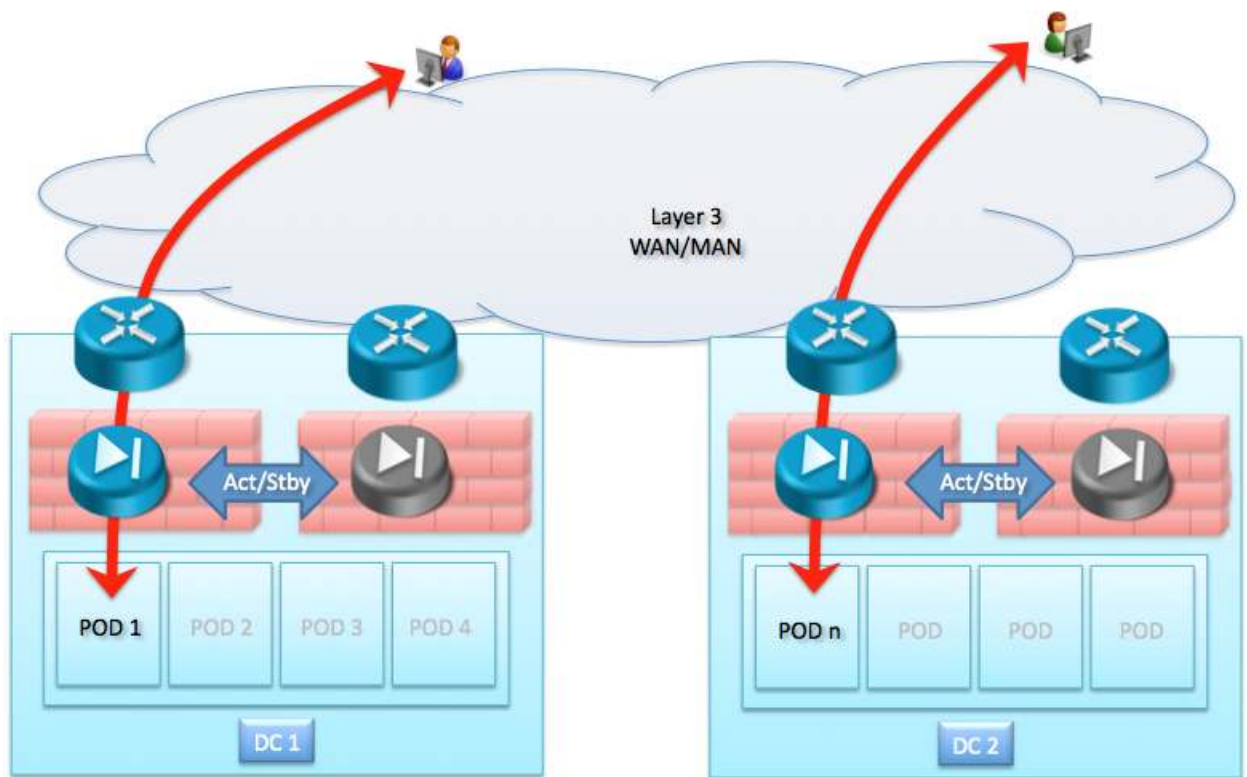 Layer 3
WAN/MAN
Act/Stby
Act/Stby
POD 1
POD 2
POD 3
POD 4
POD n
POD
POD
POD
DC 1
DC 2